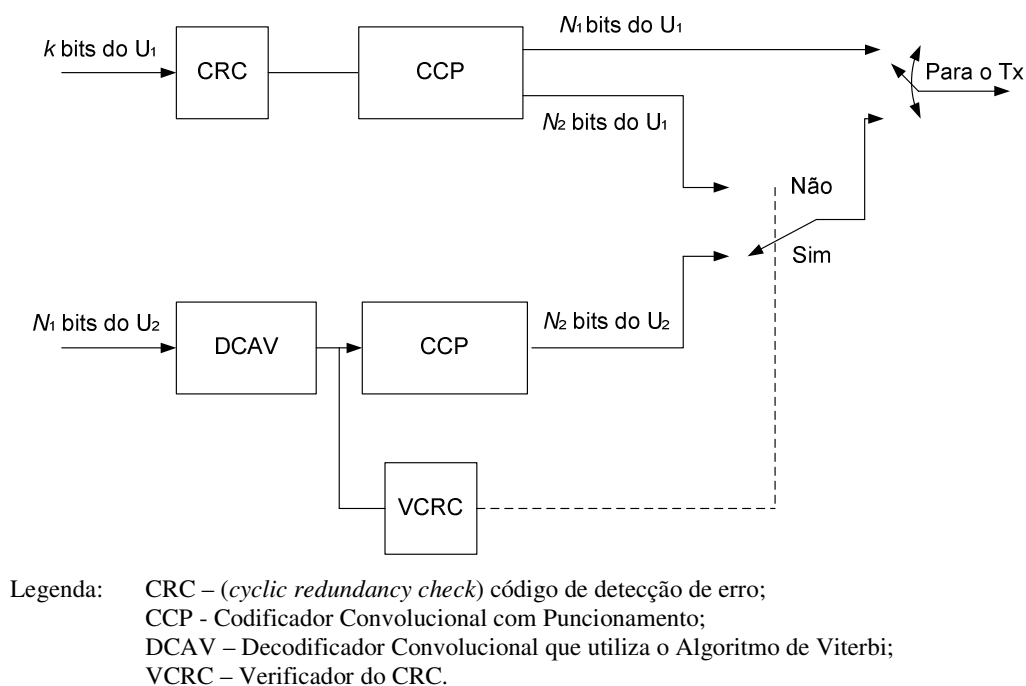 k bits do U₁
CRC
CCP
N₁ bits do U₁
N₂ bits do U₁
Para o Tx
Não
Sim
N₁ bits do U₂
DCAV
CCP
N₂ bits do U₂
VCRC
Legenda: CRC – (cyclic redundancy check) código de detecção de erro;
CCP - Codificador Convolucional com Puncionamento;
DCAV – Decodificador Convolucional que utiliza o Algoritmo de Viterbi;
VCRC – Verificador do CRC.